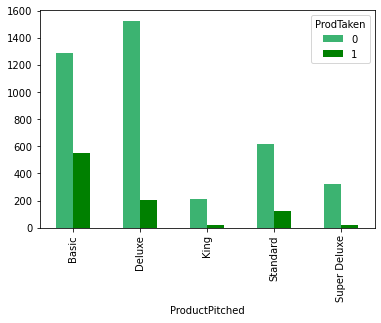 ProdTaken
0
1
1600
1400
1200
1000
800
600
400
200
0
Basic
Deluxe
King
Standard
Super Deluxe
ProductPitched